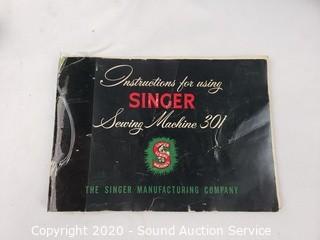 Instructions for using
SINGER
Sewing Machine 301
S
THE SINGER MANUFACTURING COMPANY
Copyright © 2020 - Sound Auction Service